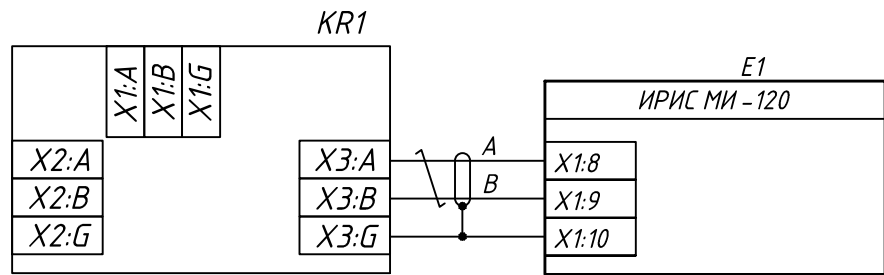 KR1
X1:A
X1:B
X1:G
X2:A
X2:B
X2:G
X3:A
X3:B
X3:G
A
B
E1
ИРИС МИ -120
X1:8
X1:9
X1:10